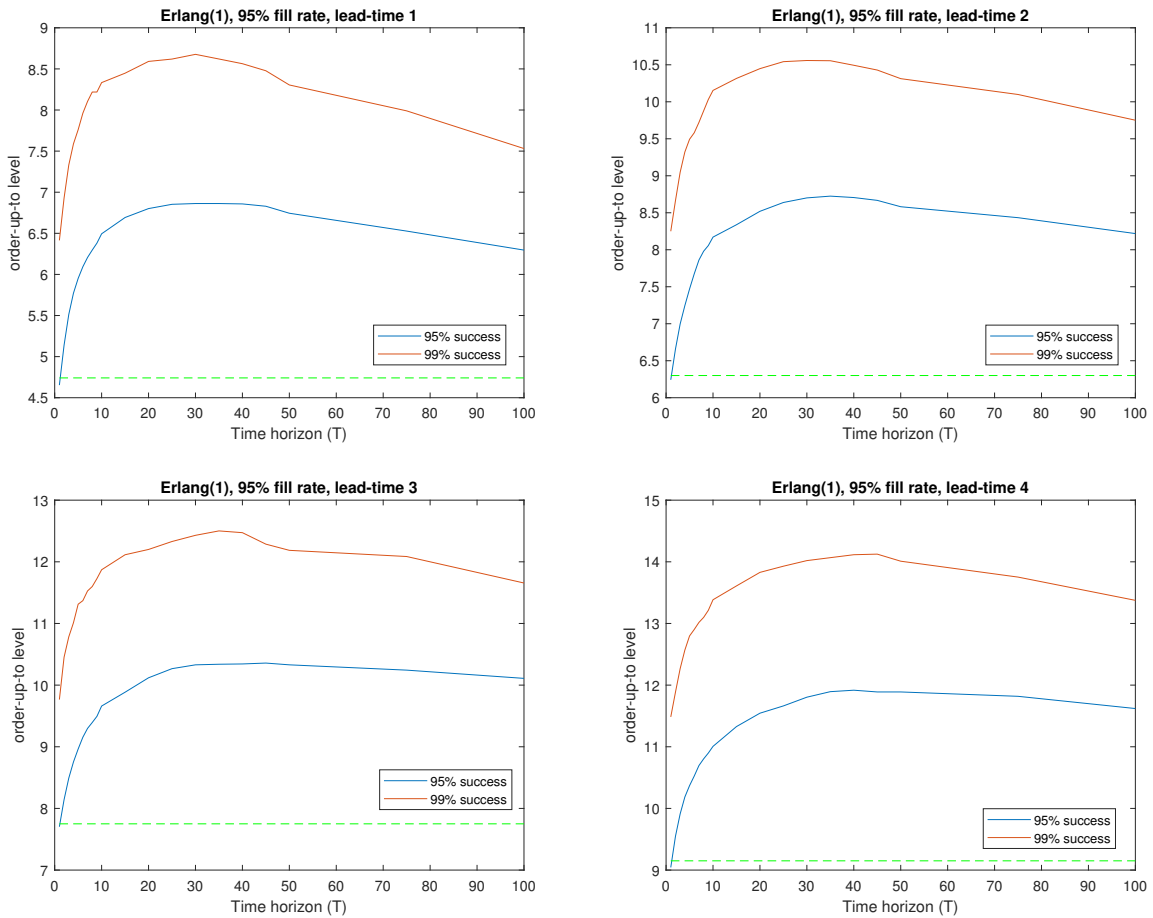 Erlang(1), 95% fill rate, lead-time 1
9
8.5
8
7.5
7
6.5
6
5.5
5
4.5
order-up-to level
95% success
99% success
0 10 20 30 40 50 60 70 80 90 100
Time horizon (T)
Erlang(1), 95% fill rate, lead-time 2
11
10.5
10
9.5
9
8.5
8
7.5
7
6.5
6
order-up-to level
95% success
99% success
0 10 20 30 40 50 60 70 80 90 100
Time horizon (T)
Erlang(1), 95% fill rate, lead-time 3
13
12
11
10
9
8
7
order-up-to level
95% success
99% success
0 10 20 30 40 50 60 70 80 90 100
Time horizon (T)
Erlang(1), 95% fill rate, lead-time 4
15
14
13
12
11
10
9
order-up-to level
95% success
99% success
0 10 20 30 40 50 60 70 80 90 100
Time horizon (T)